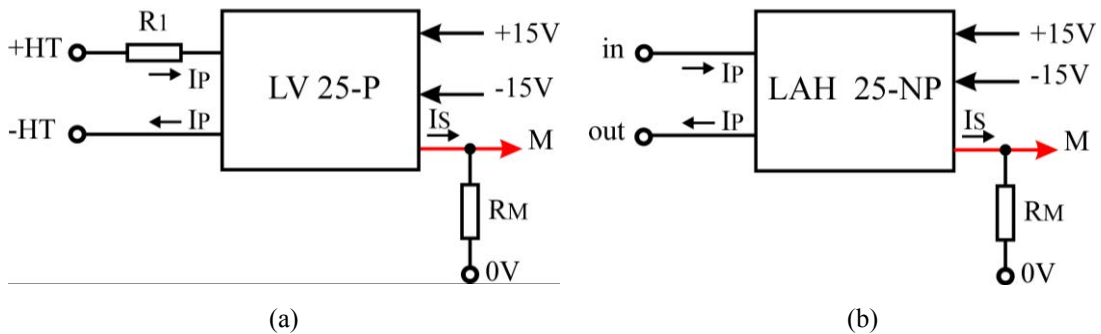 R1
+HT
IP
-HT
IP
LV 25-P
+15V
-15V
IS
M
RM
0V
(a)
in
IP
out
IP
LAH 25-NP
+15V
-15V
IS
M
RM
0V
(b)